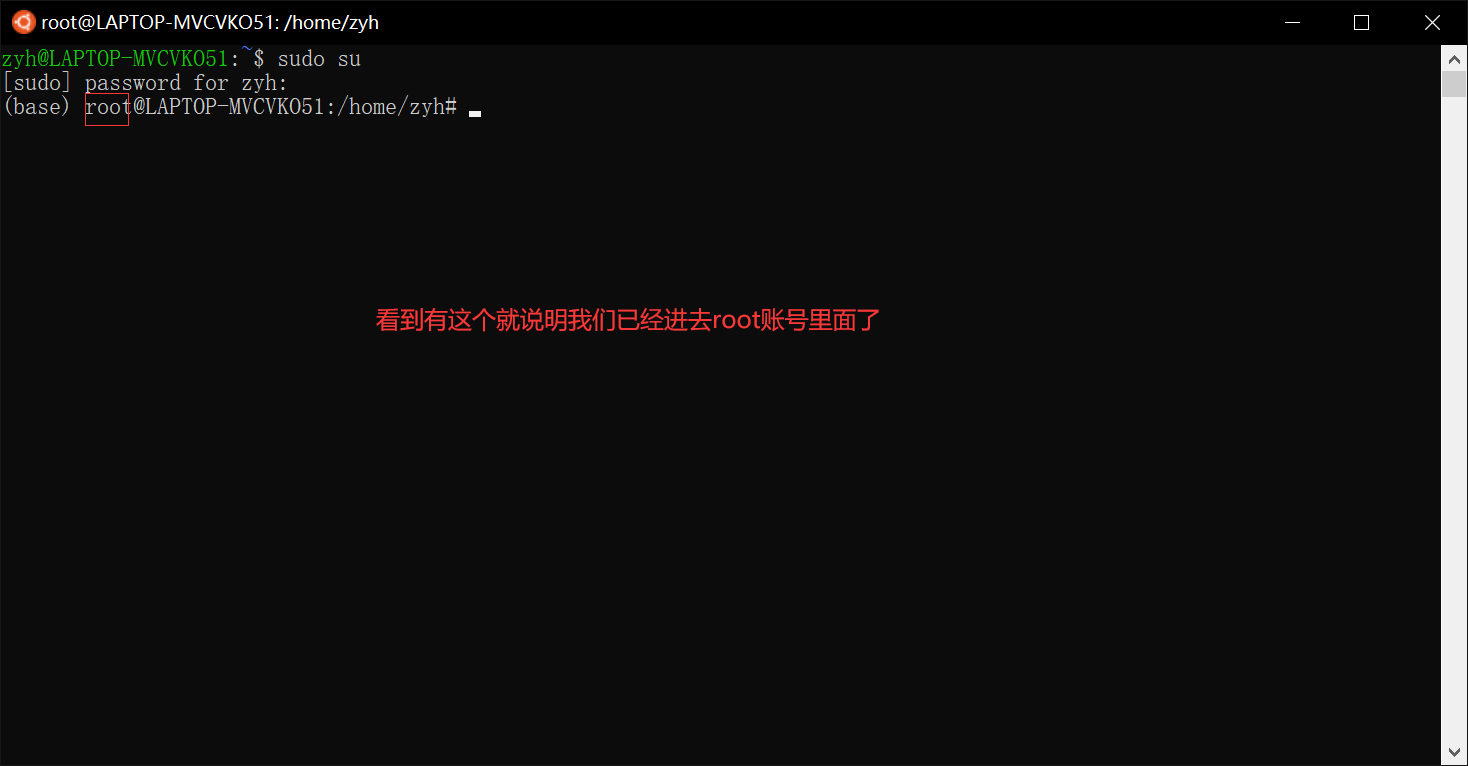 root@LAPTOP-MVCVKO51: /home/zyh
zyh@LAPTOP-MVCVKO51:~$ sudo su
[sudo] password for zyh:
(base) root@LAPTOP-MVCVKO51:/home/zyh#
看到有这个就说明我们已经进去root账号里面了